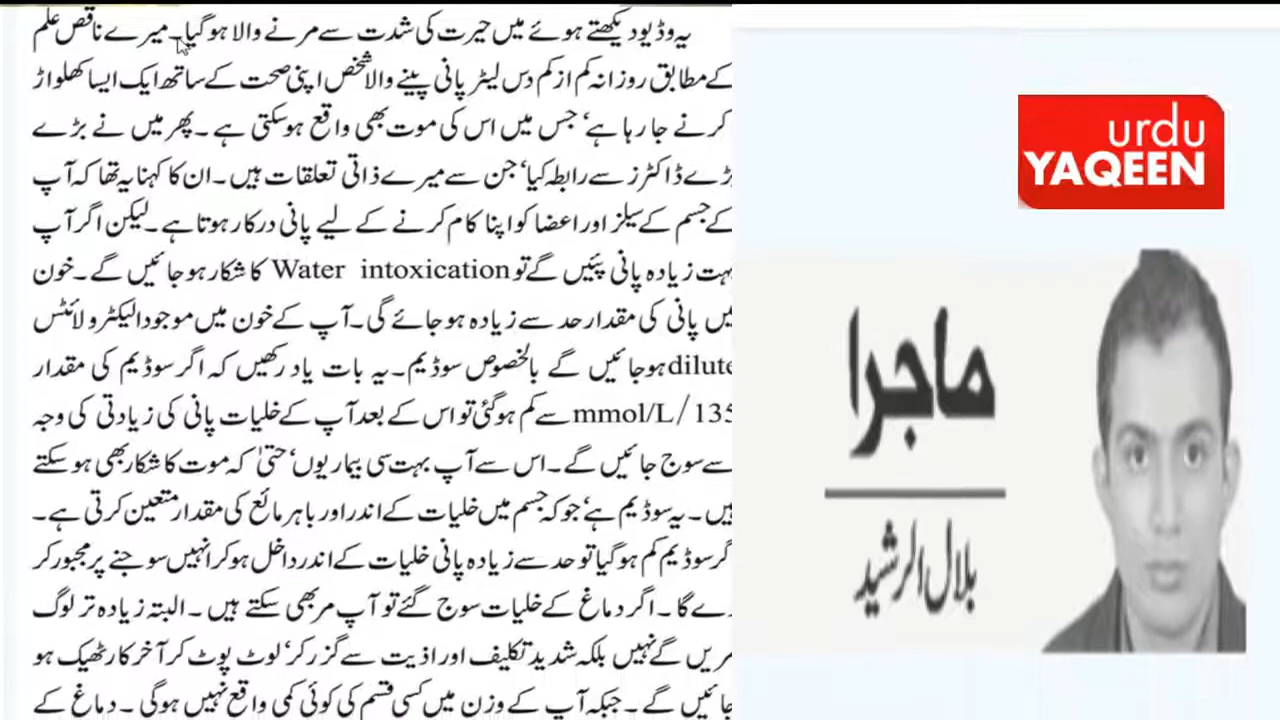 یہ وڈیو دیکھتے ہوئے میں حیرت کی شدت سے مرنے والا ہو گیا۔ میرے ناقص علم
کے مطابق روزانہ کم از کم دس لیٹر پانی پینے والا شخص اپنی صحت کے ساتھ ایک ایسا کھلواڑ
کرنے جا رہا ہے‘ جس میں اس کی موت بھی واقع ہو سکتی ہے۔ پھر میں نے بڑے
بڑے ڈاکٹرز سے رابطہ کیا‘ جن سے میرے ذاتی تعلقات ہیں۔ ان کا کہنا یہ تھا کہ آپ
کے جسم کے سیلز اور اعضا کو اپنا کام کرنے کے لیے پانی درکار ہوتا ہے۔ لیکن اگر آپ
بہت زیادہ پانی پئیں گے تو Water intoxication کا شکار ہو جائیں گے۔ خون
میں پانی کی مقدار حد سے زیادہ ہو جائے گی۔ آپ کے خون میں موجود الیکٹرولائٹس
dilute ہو جائیں گے بالخصوص سوڈیم۔ یہ بات یاد رکھیں کہ اگر سوڈیم کی مقدار
135/mmol/L سے کم ہو گئی تو اس کے بعد آپ کے خلیات پانی کی زیادتی کی وجہ
سے سوج جائیں گے۔ اس سے آپ بہت سی بیماریوں‘ حتیٰ کہ موت کا شکار بھی ہو سکتے
ہیں۔ یہ سوڈیم ہے‘ جو کہ جسم میں خلیات کے اندر اور باہر مائع کی مقدار متعین کرتی ہے۔
گر سوڈیم کم ہو گیا تو حد سے زیادہ پانی خلیات کے اندر داخل ہو کر انہیں سوجنے پر مجبور کر
دے گا۔ اگر دماغ کے خلیات سوج گئے تو آپ مر بھی سکتے ہیں۔ البتہ زیادہ تر لوگ
مریں گے نہیں بلکہ شدید تکلیف اور اذیت سے گزر کر‘ لوٹ پوٹ کر آخر کار ٹھیک ہو
جائیں گے۔ جبکہ آپ کے وزن میں کسی قسم کی کوئی کمی واقع نہیں ہوگی۔ دماغ کے
urdu
YAQEEN
ماجرا
بلال الرشید